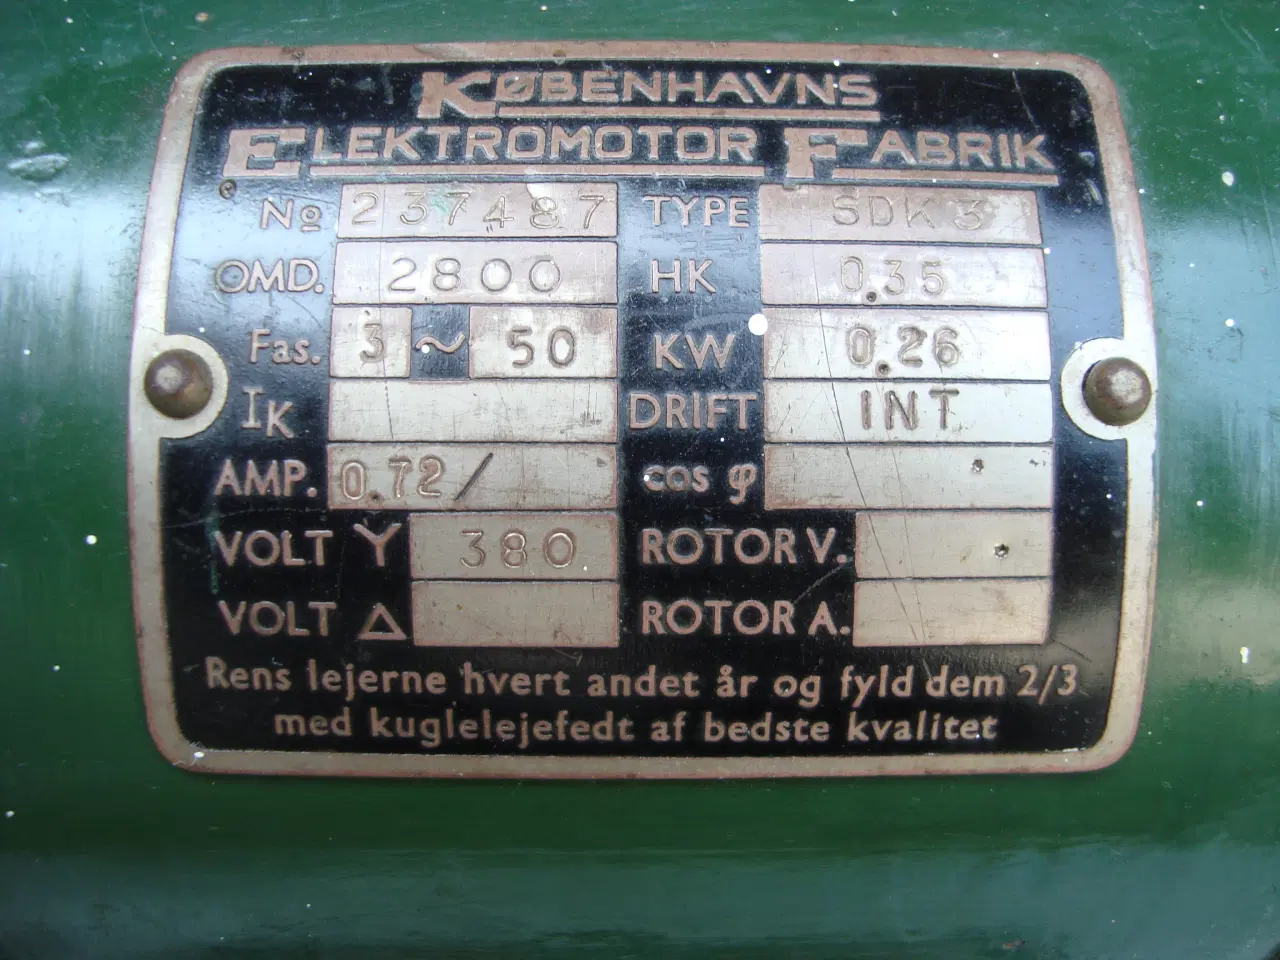 KØBENHAVNS
ELEKTROMOTOR FABRIK
No 237487 TYPE SDK3
OMD. 2800 HK 0.35
Fas. 3 ~ 50 KW 0.26
IK DRIFT INT
AMP. 0.72/ cos φ
VOLT Y 380 ROTOR V.
VOLT Δ ROTOR A.
Rens lejerne hvert andet år og fyld dem 2/3
med kuglelejefedt af bedste kvalitet